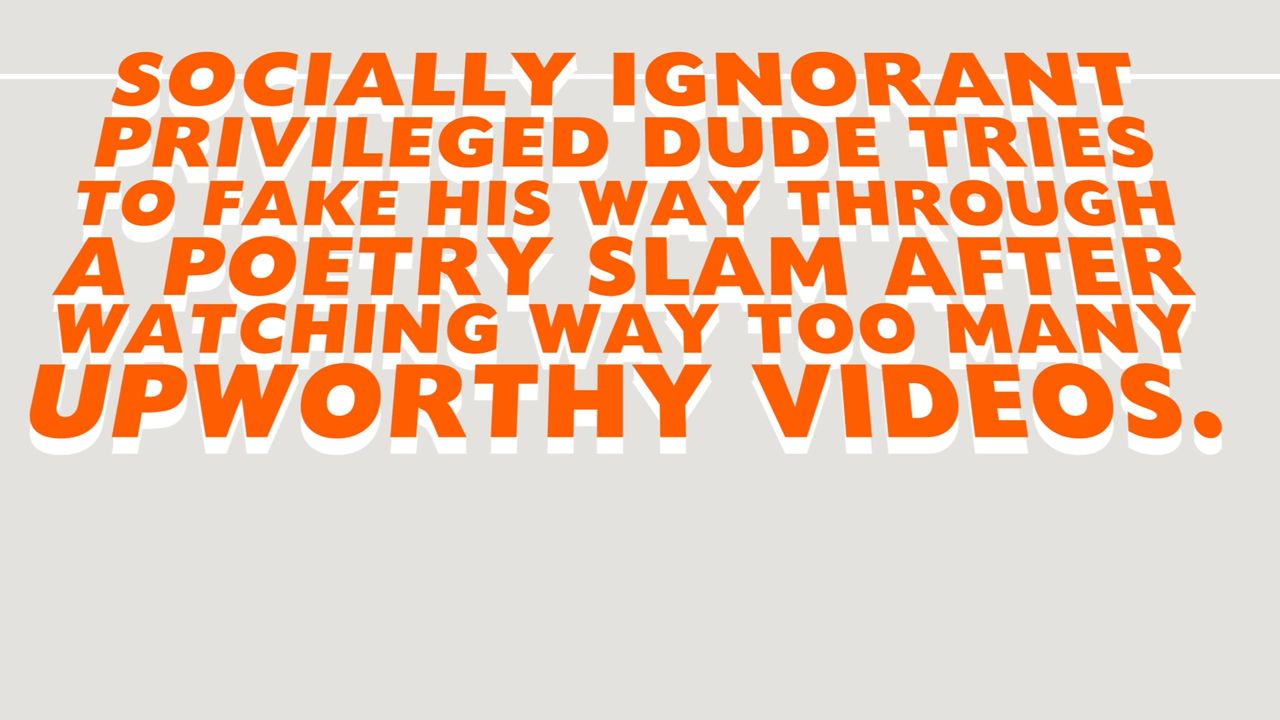 SOCIALLY IGNORANT
PRIVILEGED DUDE TRIES
TO FAKE HIS WAY THROUGH
A POETRY SLAM AFTER
WATCHING WAY TOO MANY
UPWORTHY VIDEOS.